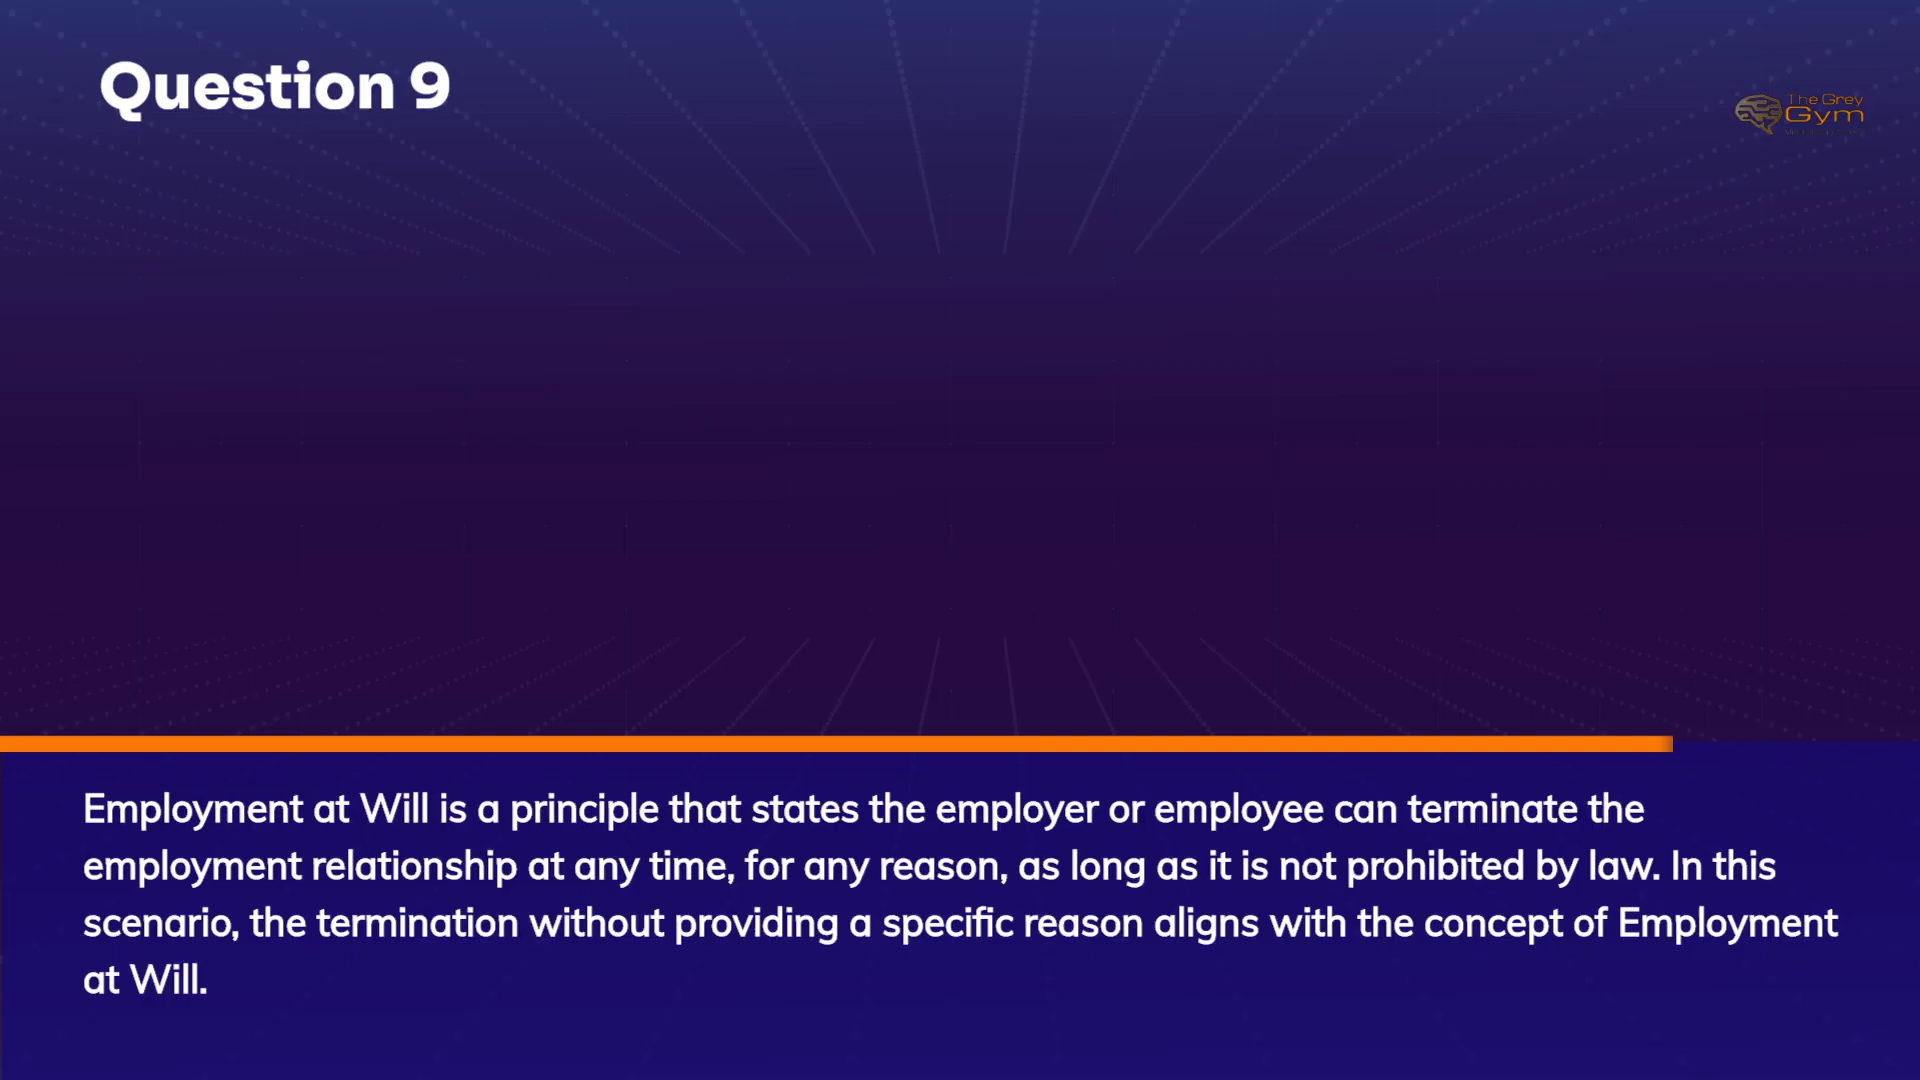 Question 9
The Grey
Gym
Employment at Will is a principle that states the employer or employee can terminate the
employment relationship at any time, for any reason, as long as it is not prohibited by law. In this
scenario, the termination without providing a specific reason aligns with the concept of Employment
at Will.